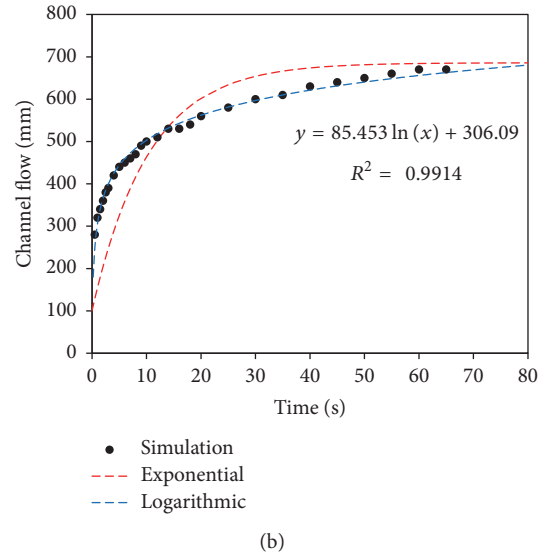 800
700
600
500
400
300
200
100
0
Channel flow (mm)
y = 85.453 ln (x) + 306.09
R² = 0.9914
0 10 20 30 40 50 60 70 80
Time (s)
Simulation
Exponential
Logarithmic
(b)